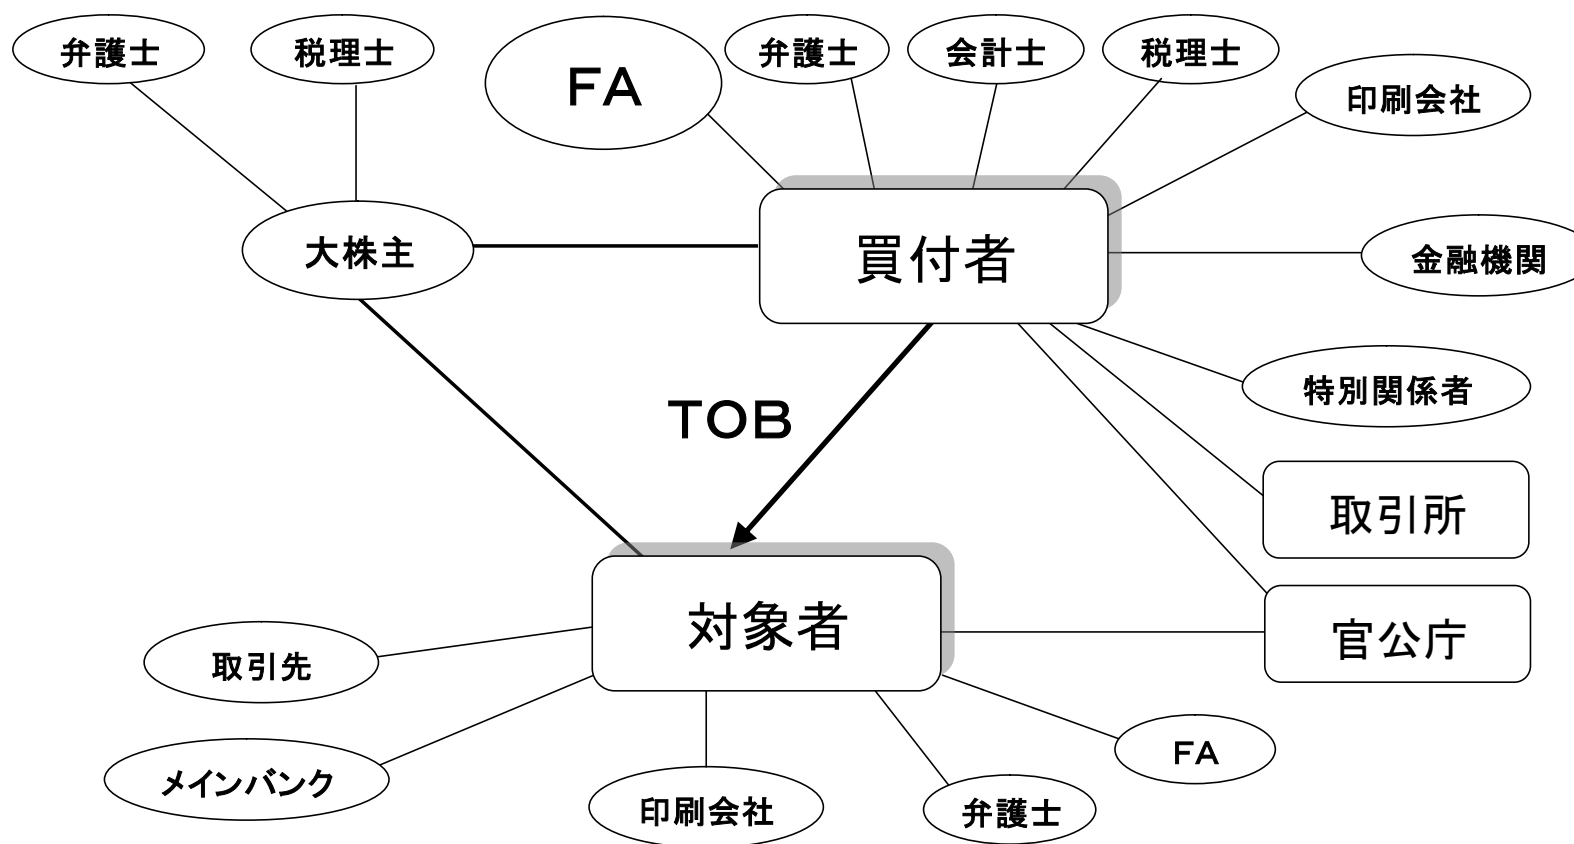 弁護士
税理士
FA
弁護士
会計士
税理士
印刷会社
大株主
買付者
金融機関
特別関係者
TOB
取引所
対象者
官公庁
取引先
メインバンク
印刷会社
弁護士
FA